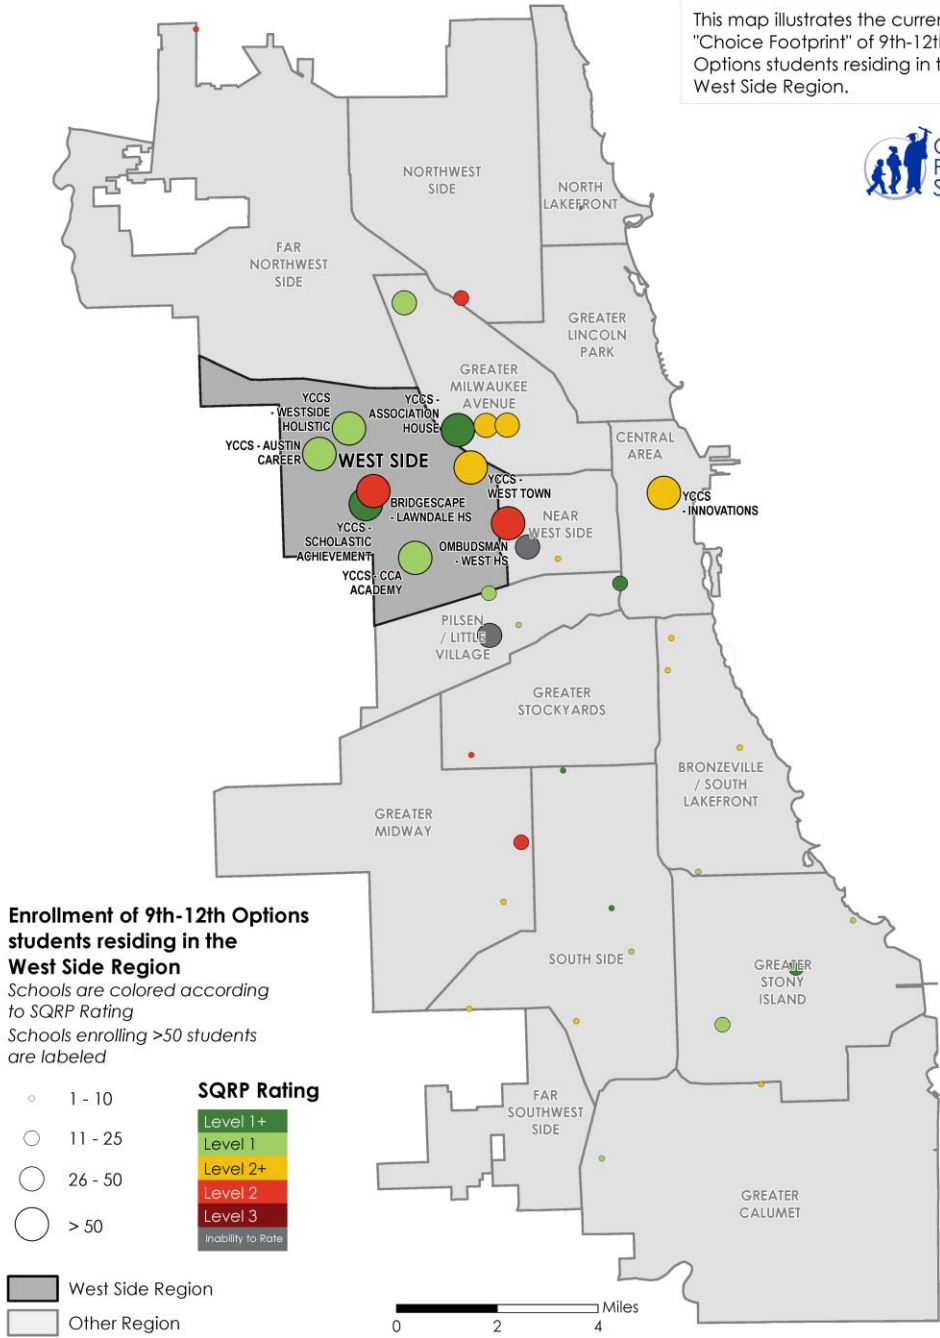 This map illustrates the curren
"Choice Footprint" of 9th-12th
Options students residing in t
West Side Region.
NORTHWEST
SIDE
NORTH
LAKEFRONT
FAR
NORTHWEST
SIDE
GREATER
LINCOLN
PARK
GREATER
MILWAUKEE
AVENUE
YCCS
- WESTSIDE
HOLISTIC
YCCS -
ASSOCIATION
HOUSE
YCCS - AUSTIN
CAREER
WEST SIDE
CENTRAL
AREA
YCCS -
WEST TOWN
YCCS
- INNOVATIONS
BRIDGESCAPE
- LAWNDALE HS
NEAR
WEST SIDE
YCCS -
SCHOLASTIC
ACHIEVEMENT
OMBUDSMAN
- WEST HS
YCCS - CCA
ACADEMY
PILSEN
/ LITTLE
VILLAGE
GREATER
STOCKYARDS
BRONZEVILLE
/ SOUTH
LAKEFRONT
GREATER
MIDWAY
SOUTH SIDE
GREATER
STONY
ISLAND
FAR
SOUTHWEST
SIDE
GREATER
CALUMET
Enrollment of 9th-12th Options
students residing in the
West Side Region
Schools are colored according
to SQRP Rating
Schools enrolling >50 students
are labeled
1 - 10
11 - 25
26 - 50
> 50
SQRP Rating
Level 1+
Level 1
Level 2+
Level 2
Level 3
Inability to Rate
West Side Region
Other Region
Miles
0 2 4